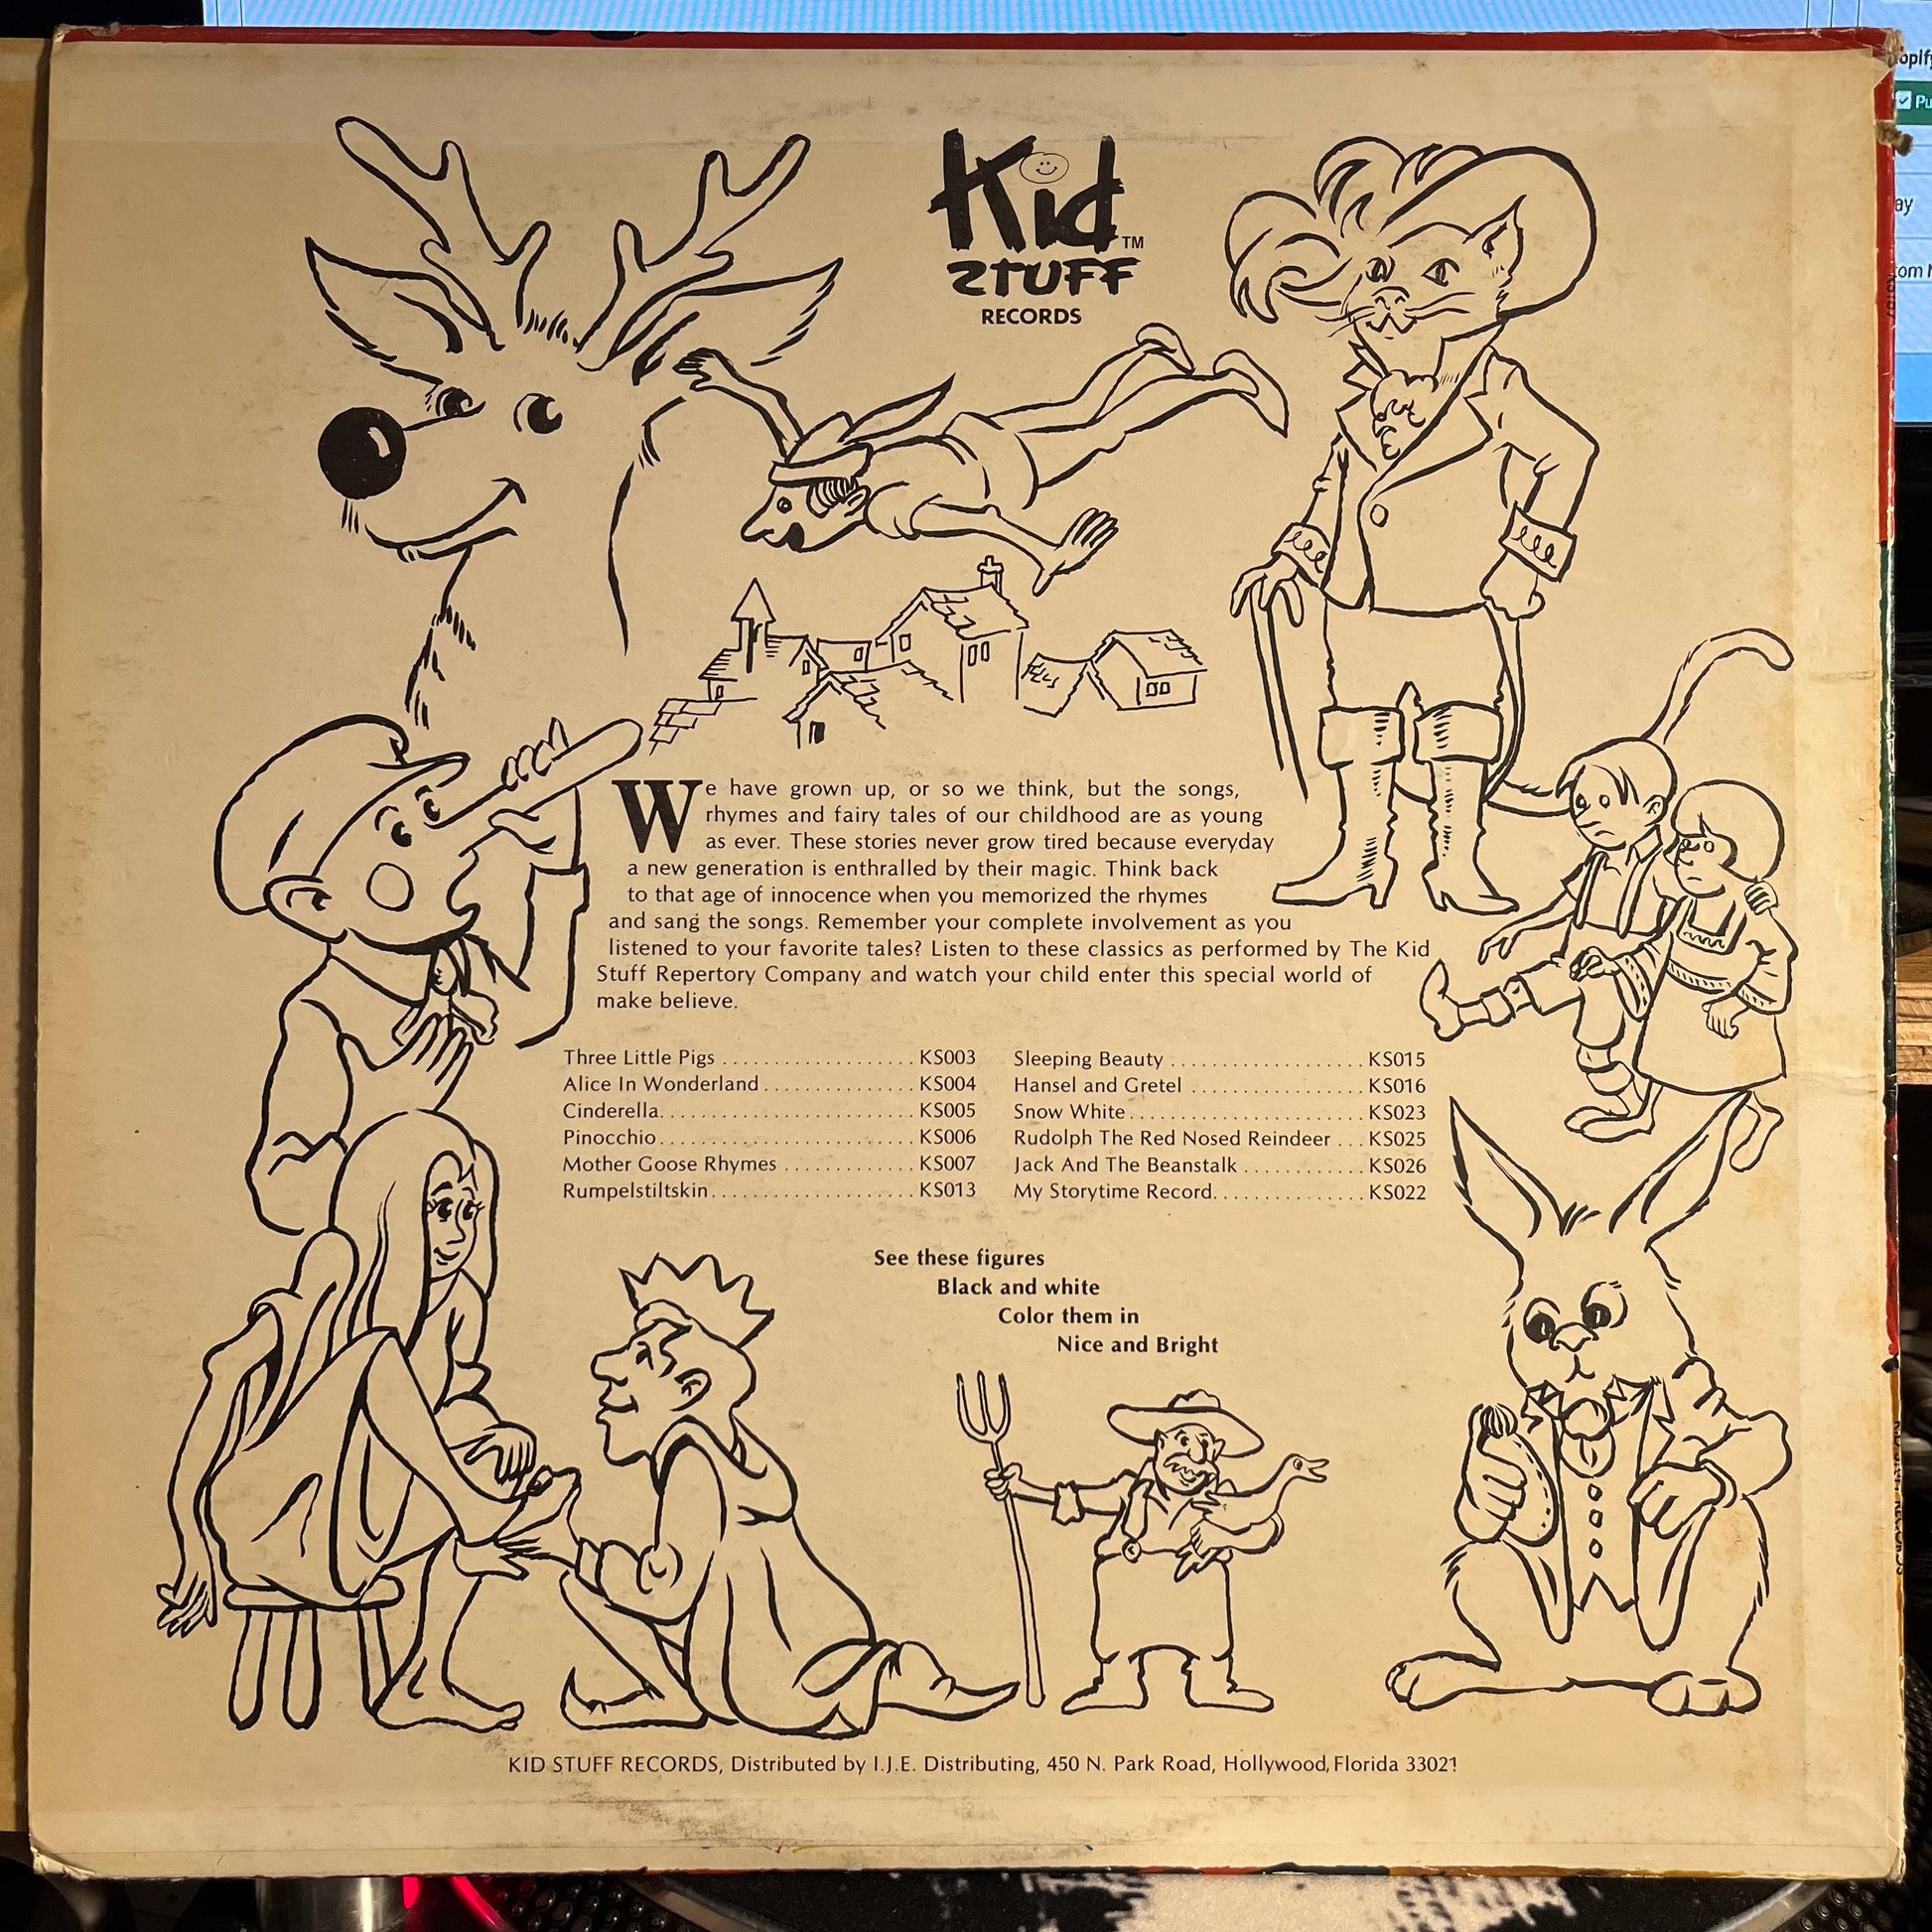 Kid
STUFF
TM
RECORDS
We have grown up, or so we think, but the songs,
rhymes and fairy tales of our childhood are as young
as ever. These stories never grow tired because everyday
a new generation is enthralled by their magic. Think back
to that age of innocence when you memorized the rhymes
and sang the songs. Remember your complete involvement as you
listened to your favorite tales? Listen to these classics as performed by The Kid
Stuff Repertory Company and watch your child enter this special world of
make believe.
Three Little Pigs . . . . . . . . . . . . . . . . . . . KS003
Alice In Wonderland . . . . . . . . . . . . . . . KS004
Cinderella. . . . . . . . . . . . . . . . . . . . . . . . . KS005
Pinocchio . . . . . . . . . . . . . . . . . . . . . . . . . KS006
Mother Goose Rhymes . . . . . . . . . . . . . KS007
Rumpelstiltskin . . . . . . . . . . . . . . . . . . . . KS013
Sleeping Beauty . . . . . . . . . . . . . . . . . . . KS015
Hansel and Gretel . . . . . . . . . . . . . . . . . KS016
Snow White . . . . . . . . . . . . . . . . . . . . . . . KS023
Rudolph The Red Nosed Reindeer . . . KS025
Jack And The Beanstalk . . . . . . . . . . . . KS026
My Storytime Record. . . . . . . . . . . . . . . KS022
See these figures
Black and white
Color them in
Nice and Bright
KID STUFF RECORDS, Distributed by I.J.E. Distributing, 450 N. Park Road, Hollywood, Florida 33021